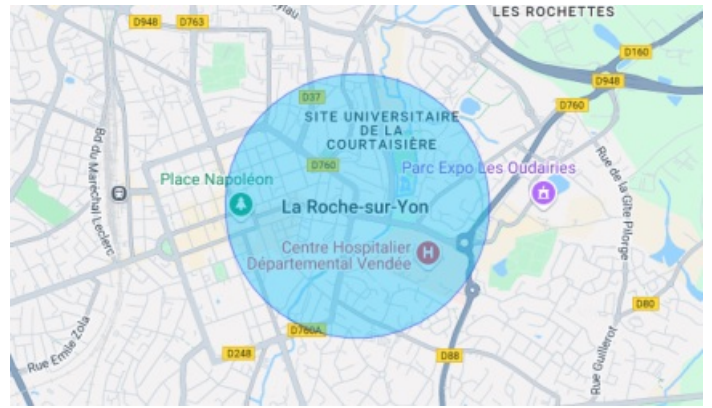 LES ROCHETTES
D948
D763
D160
D948
D37
D760
SITE UNIVERSITAIRE
DE LA
COURTAISIÈRE
Bd du Maréchal Leclerc
D760
Place Napoléon
Parc Expo Les Oudairies
Rue de la Gîte Pilorge
La Roche-sur-Yon
Centre Hospitalier
Départemental Vendée
H
D80
Rue Emile Zola
D760A
D248
D88
Rue Guillerot